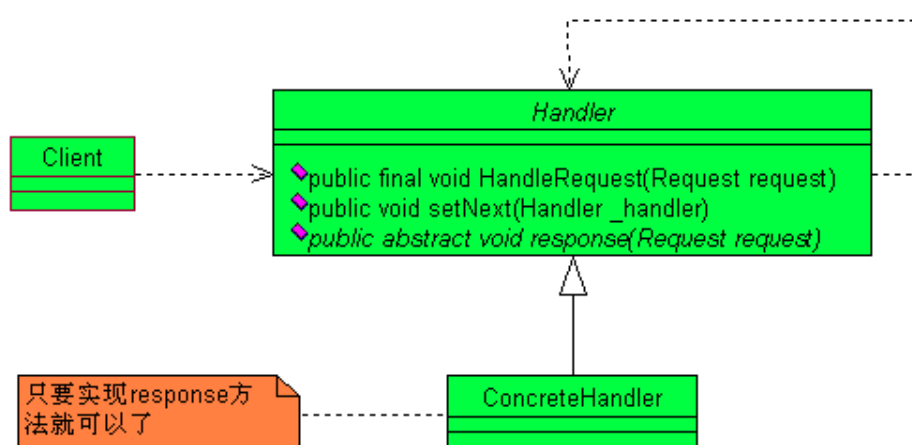 Handler
Client
public final void HandleRequest(Request request)
public void setNext(Handler _handler)
public abstract void response(Request request)
只要实现response方
法就可以了
ConcreteHandler